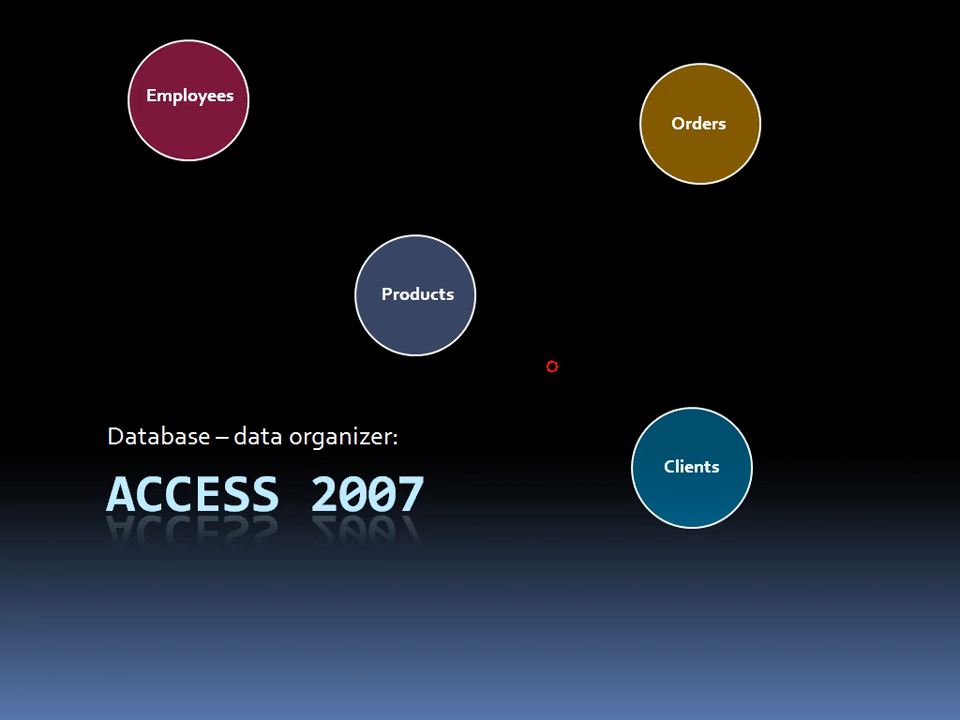 Employees
Orders
Products
Database – data organizer:
Clients
ACCESS 2007